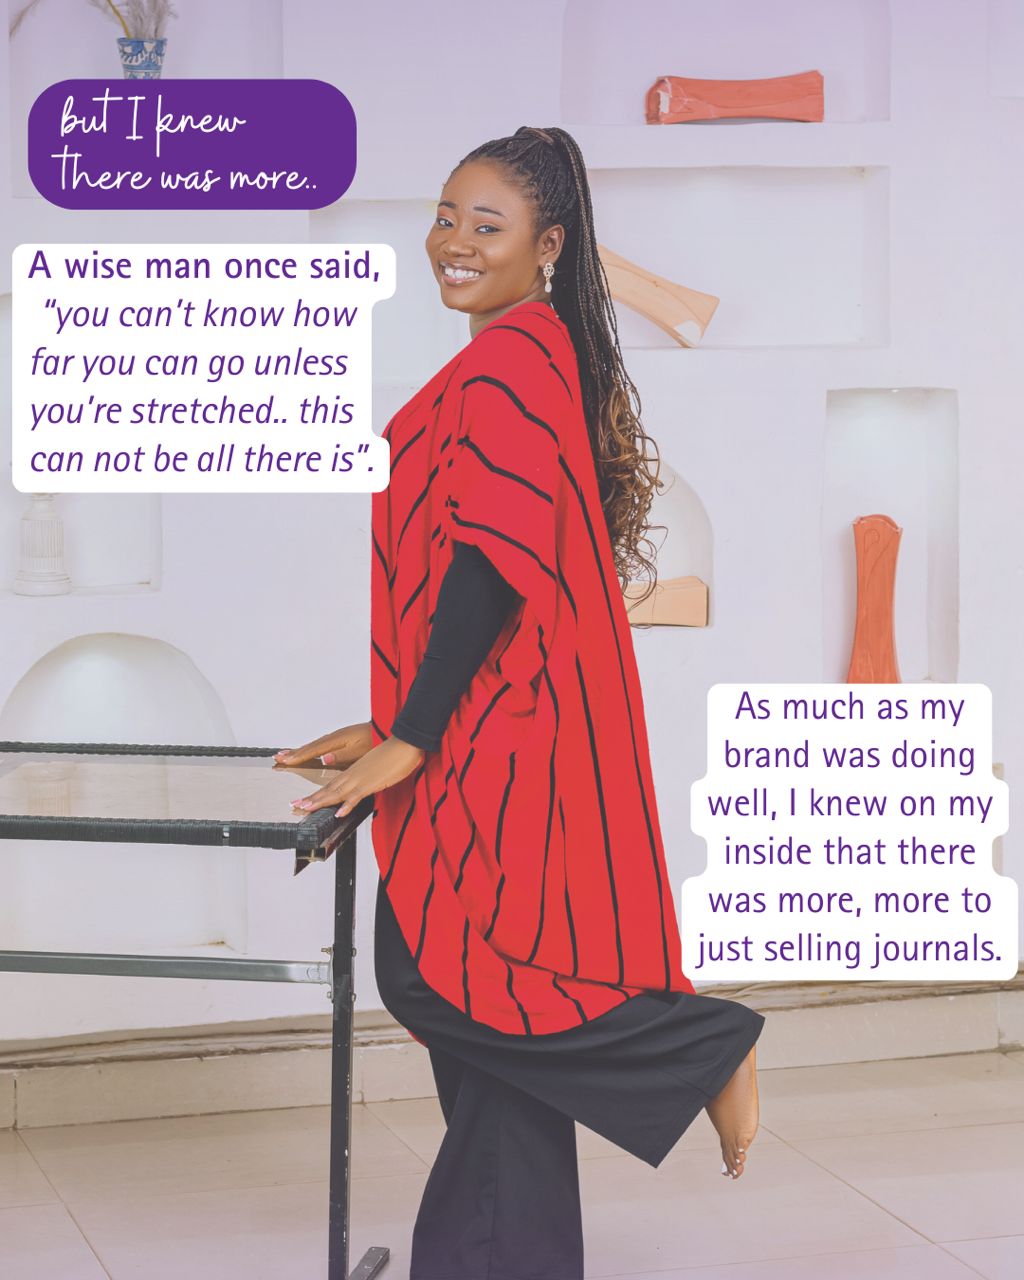 but I knew
there was more..
A wise man once said,
“you can’t know how
far you can go unless
you’re stretched.. this
can not be all there is”.
As much as my
brand was doing
well, I knew on my
inside that there
was more, more to
just selling journals.